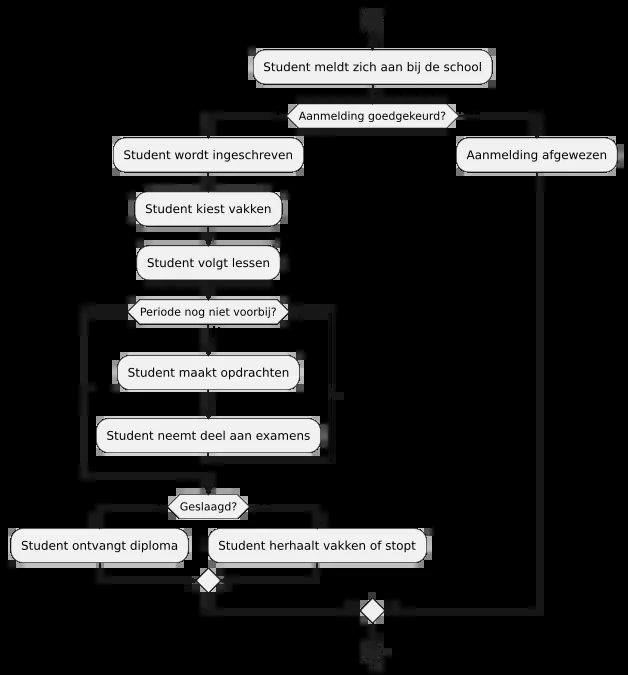 Student meldt zich aan bij de school
Aanmelding goedgekeurd?
Student wordt ingeschreven
Aanmelding afgewezen
Student kiest vakken
Student volgt lessen
Periode nog niet voorbij?
Student maakt opdrachten
Student neemt deel aan examens
Geslaagd?
Student ontvangt diploma
Student herhaalt vakken of stopt